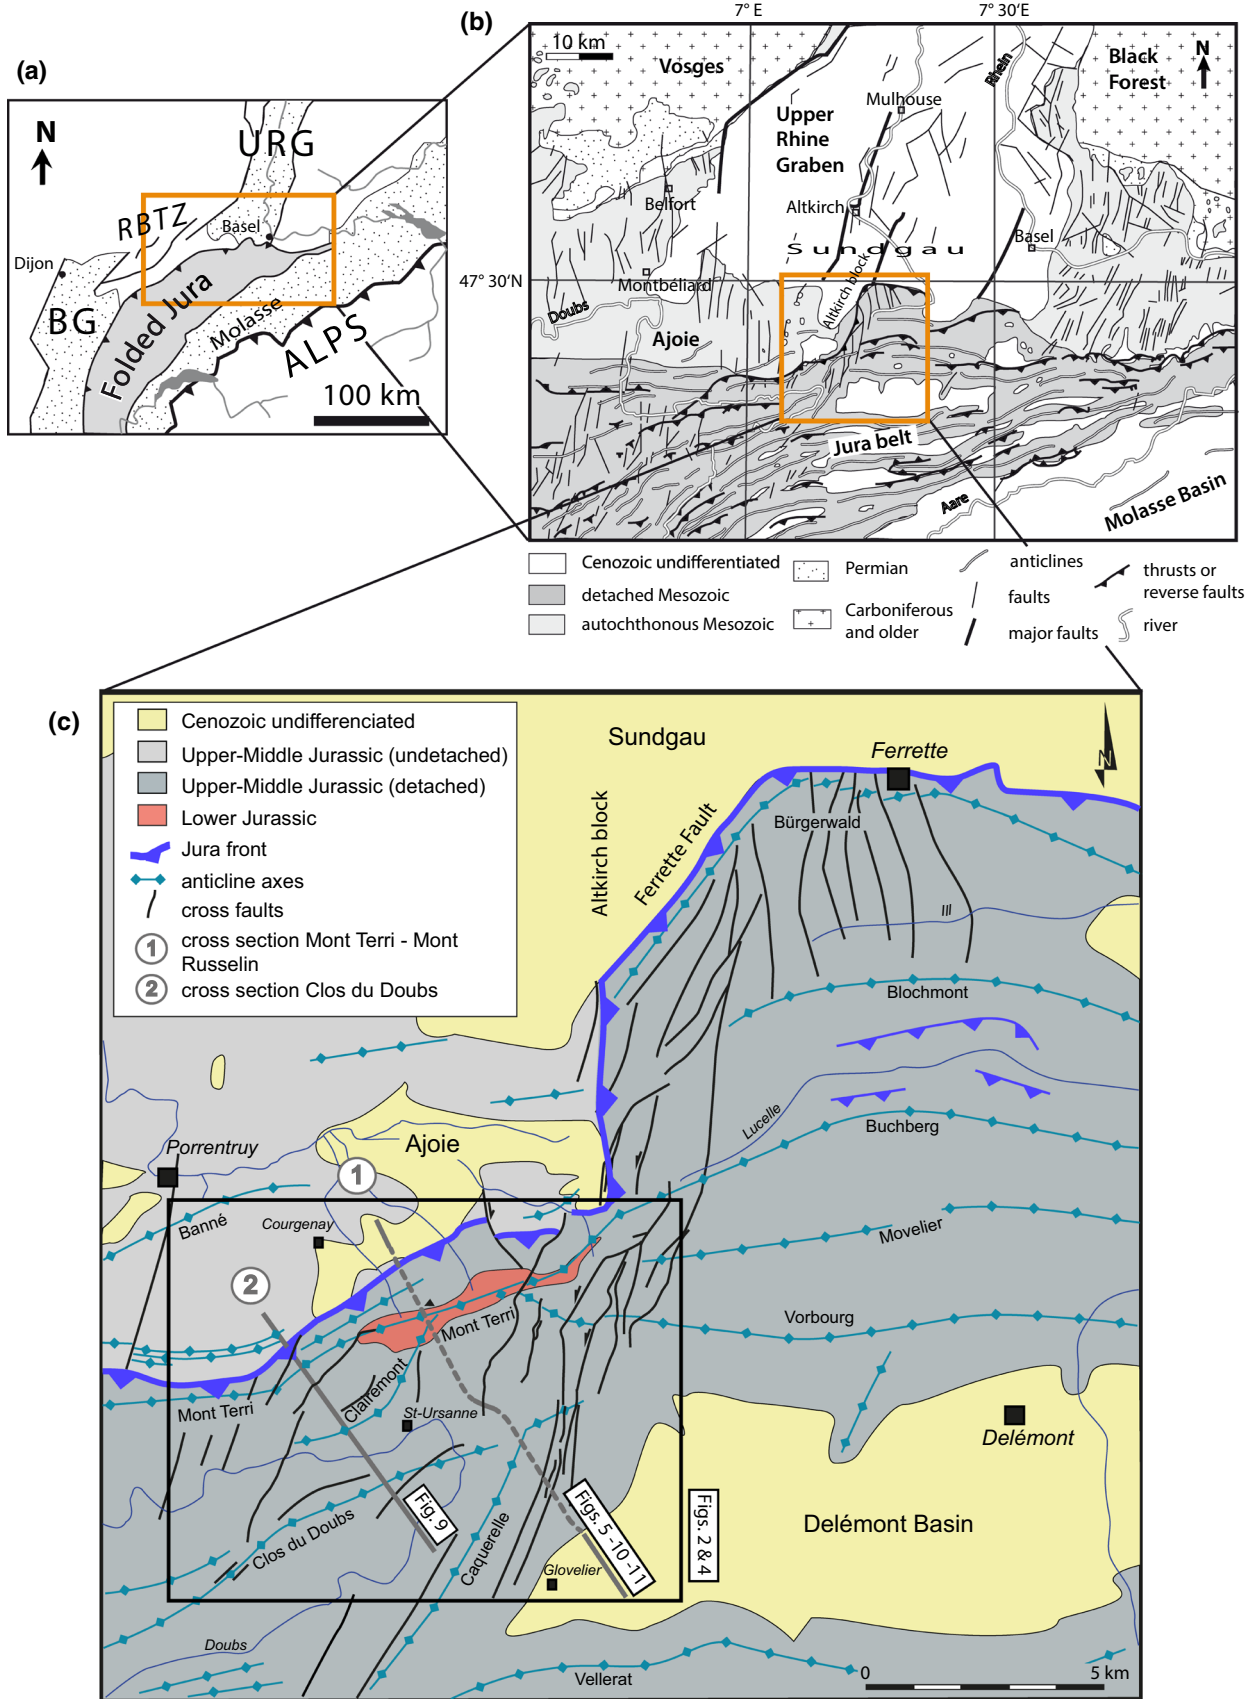 (a)
N
URG
RBTZ
Basel
Dijon
BG
Folded Jura
Molasse
ALPS
100 km
(b)
7° E
7° 30'E
10 km
Vosges
Rhein
Black
Forest
N
Mulhouse
Upper
Rhine
Graben
Belfort
Altkirch
Sundgau
Basel
47° 30'N
Montbéliard
Altkirch block
Doubs
Ajoie
Jura belt
Aare
Molasse Basin
Cenozoic undifferentiated
detached Mesozoic
autochthonous Mesozoic
Permian
Carboniferous
and older
anticlines
faults
major faults
thrusts or
reverse faults
river
(c)
Cenozoic undifferenciated
Upper-Middle Jurassic (undetached)
Upper-Middle Jurassic (detached)
Lower Jurassic
Jura front
anticline axes
cross faults
1 cross section Mont Terri - Mont
Russelin
2 cross section Clos du Doubs
Sundgau
Ferrette
N
Altkirch block
Ferrette Fault
Bürgerwald
Ill
Blochmont
Lucelle
Buchberg
Porrentruy
Ajoie
1
Banné
Courgenay
Movelier
2
Mont Terri
Vorbourg
Mont Terri
Clairemont
St-Ursanne
Delémont
Fig. 9
Figs. 5 -10 -11
Figs. 2 & 4
Clos du Doubs
Caquerelle
Delémont Basin
Glovelier
Doubs
Vellerat
0
5 km